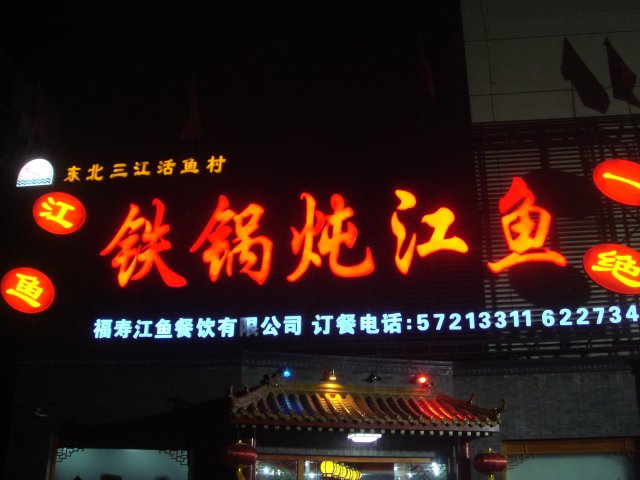 东北三江活鱼村
江鱼
铁锅炖江鱼
一绝
福寿江鱼餐饮有限公司 订餐电话:57213311 622734